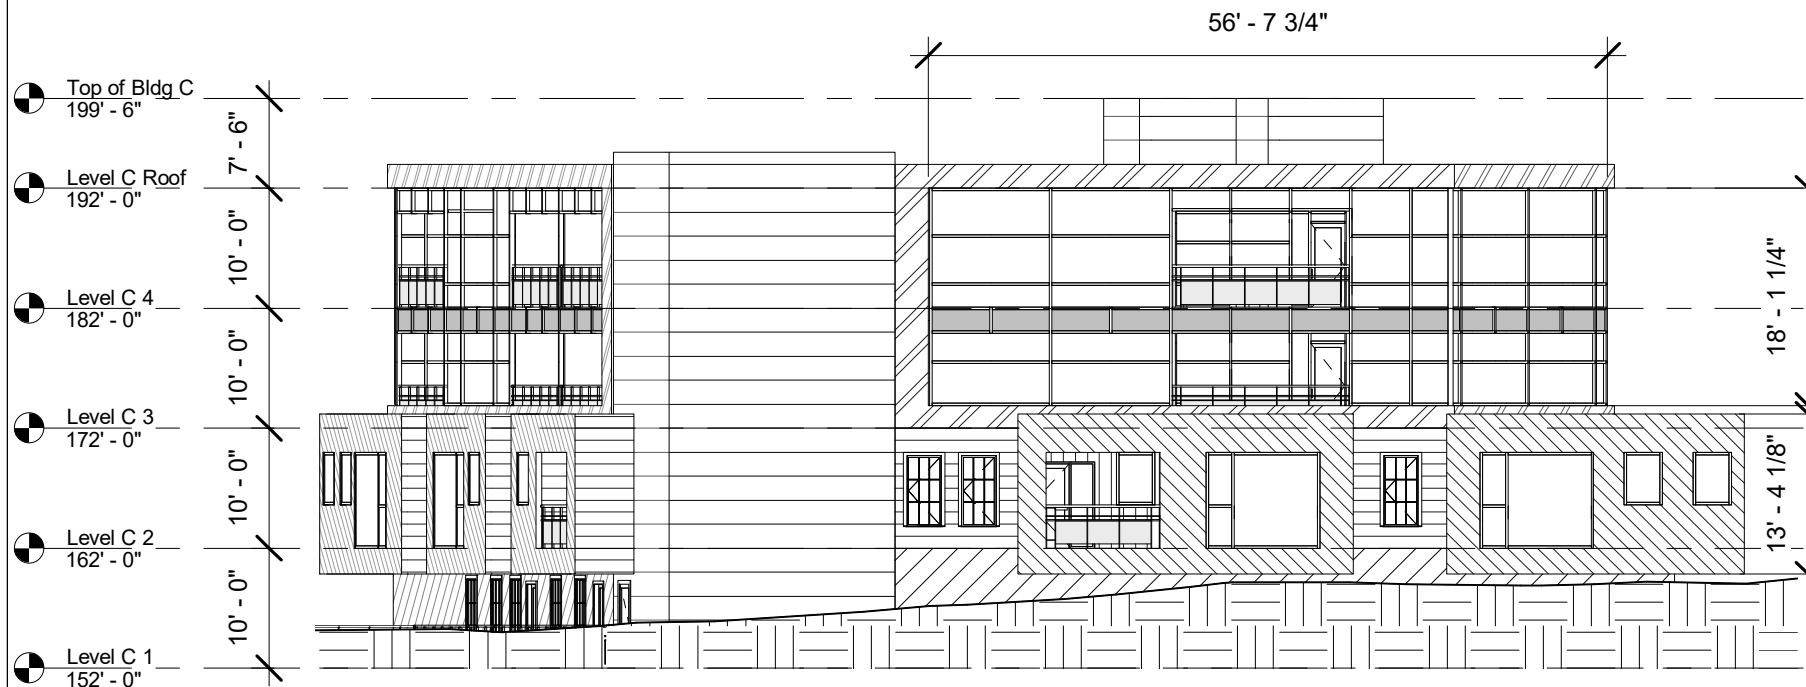 56' - 7 3/4"
Top of Bldg C
199' - 6"
7' - 6"
Level C Roof
192' - 0"
10' - 0"
Level C 4
182' - 0"
18' - 1 1/4"
10' - 0"
Level C 3
172' - 0"
10' - 0"
13' - 4 1/8"
Level C 2
162' - 0"
10' - 0"
Level C 1
152' - 0"